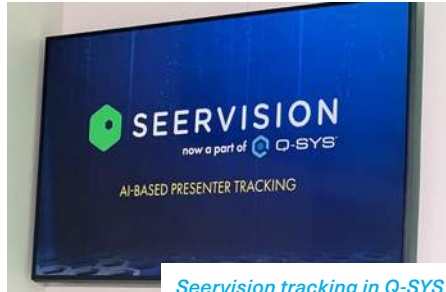 SEERVISION
now a part of Q-SYS
AI-BASED PRESENTER TRACKING
Seervision tracking in Q-SYS